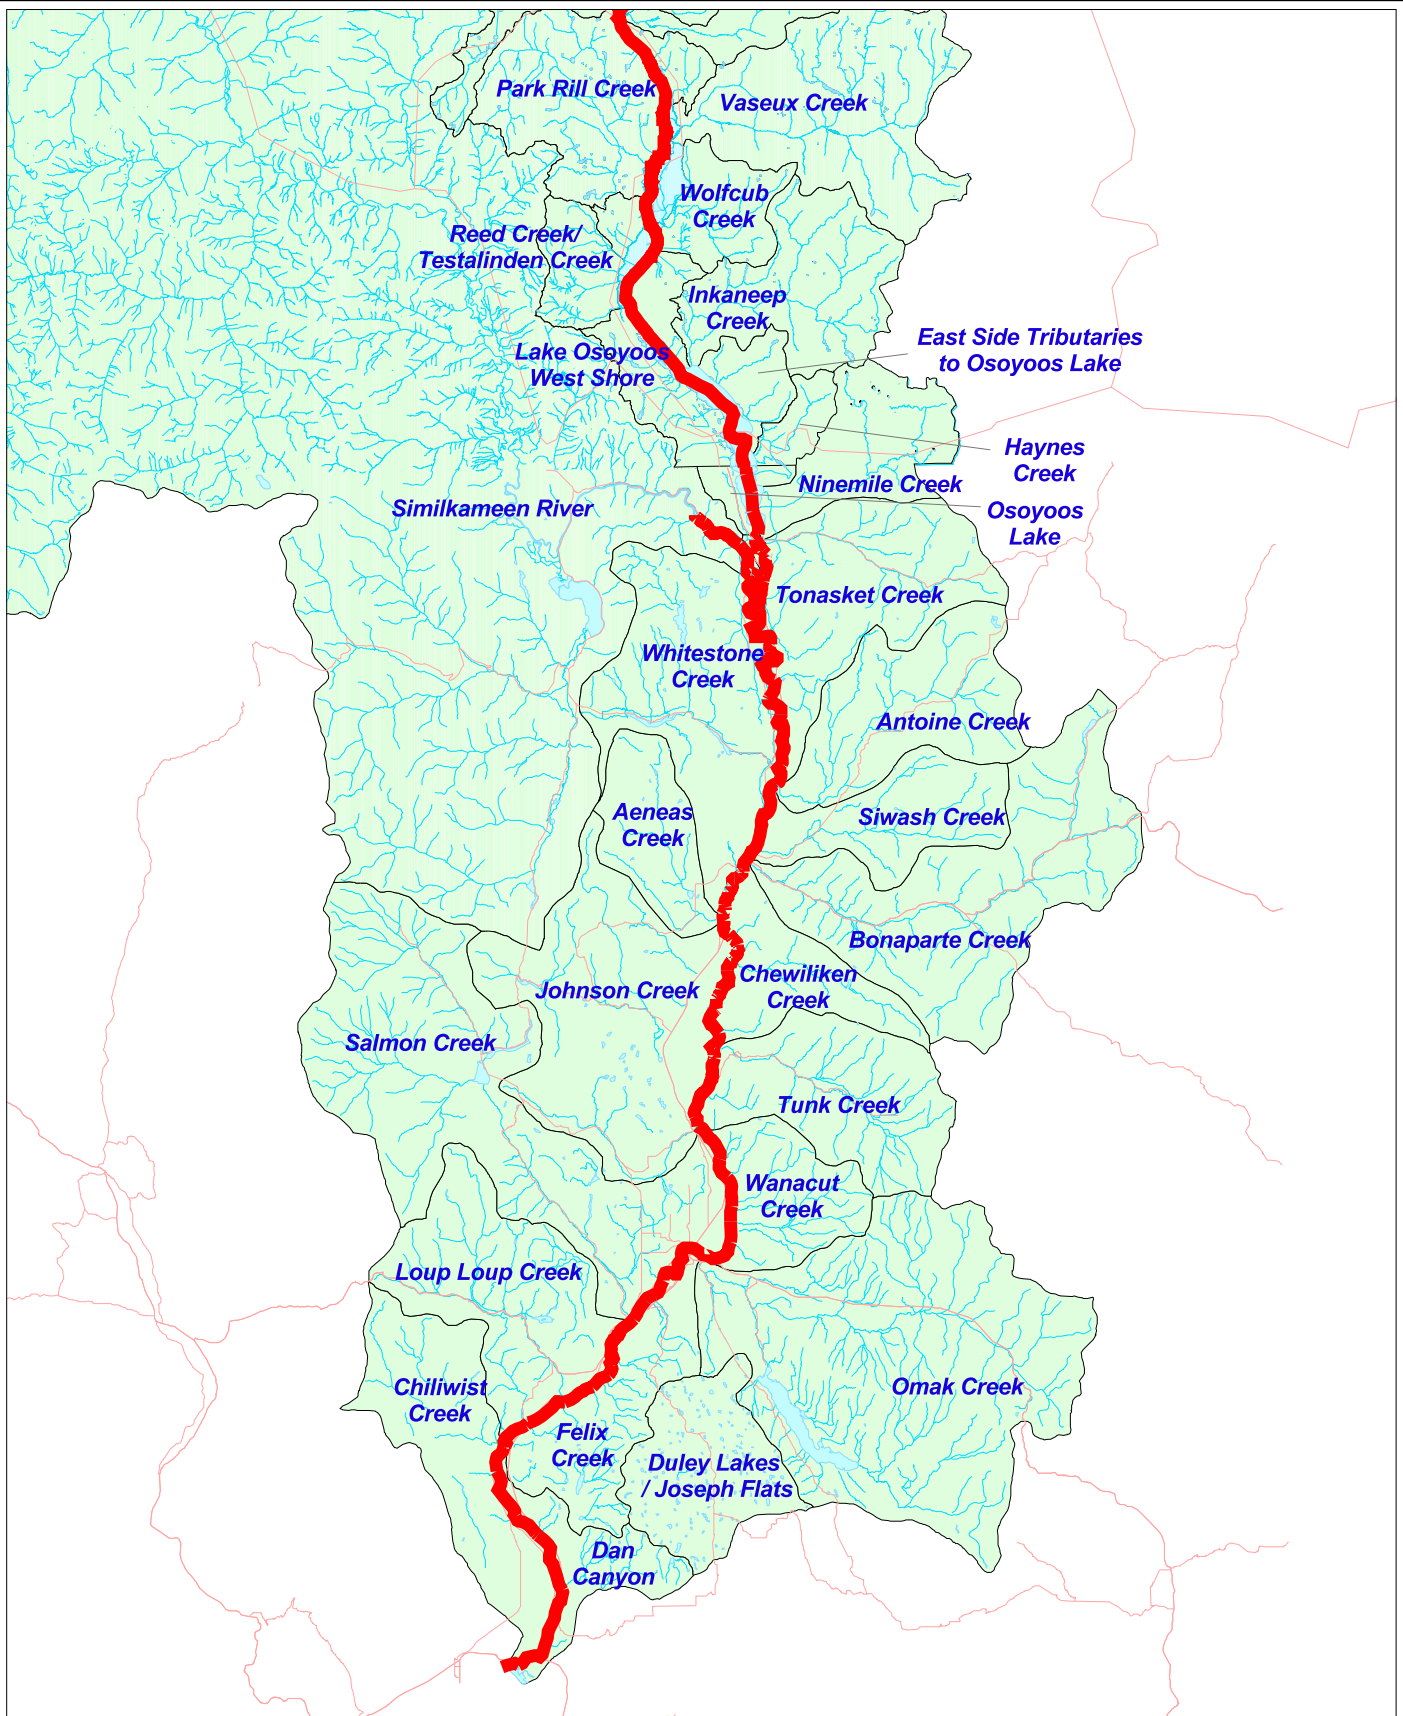 Park Rill Creek
Vaseux Creek
Wolfcub
Creek
Reed Creek/
Testalinden Creek
Inkaneep
Creek
East Side Tributaries
to Osoyoos Lake
Lake Osoyoos
West Shore
Haynes
Creek
Ninemile Creek
Similkameen River
Osoyoos
Lake
Tonasket Creek
Whitestone
Creek
Antoine Creek
Aeneas
Creek
Siwash Creek
Bonaparte Creek
Chewiliken
Creek
Johnson Creek
Salmon Creek
Tunk Creek
Wanacut
Creek
Loup Loup Creek
Chiliwist
Creek
Omak Creek
Felix
Creek
Duley Lakes
/ Joseph Flats
Dan
Canyon